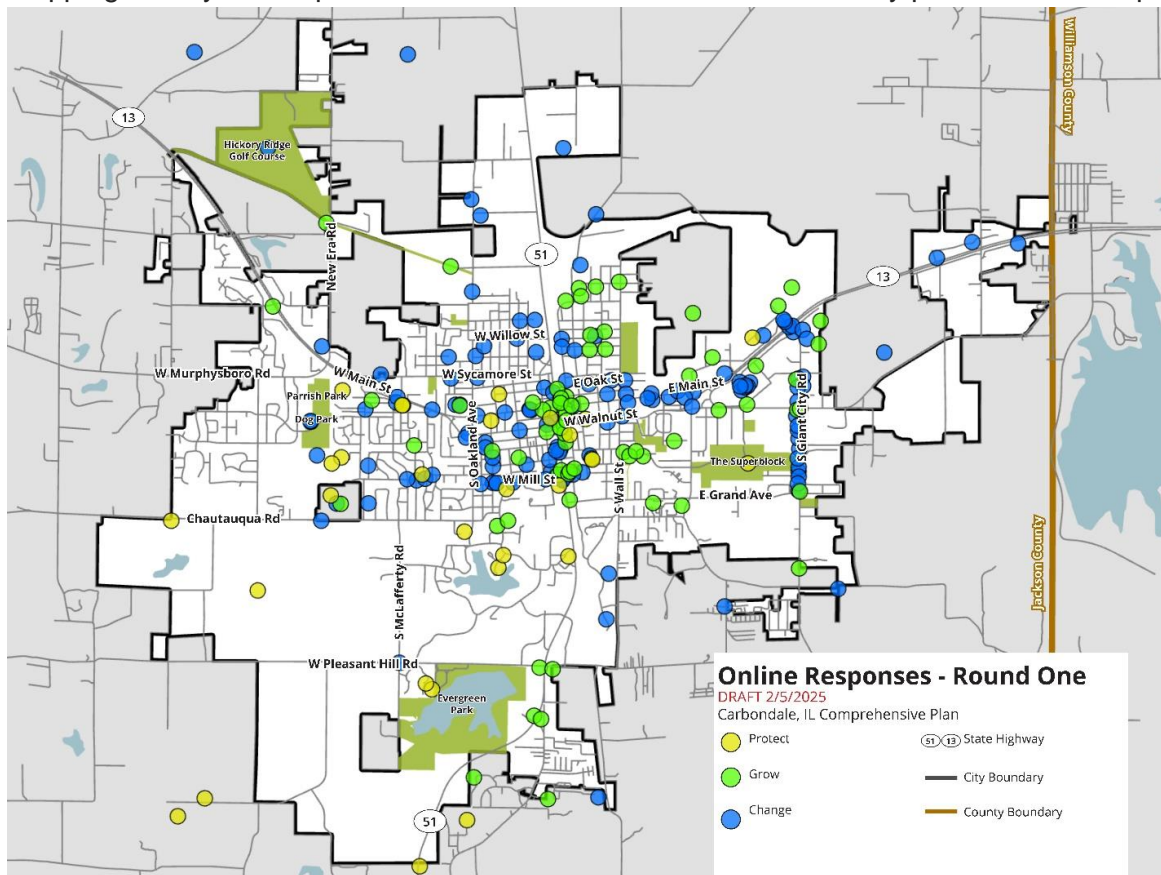 Williamson County
13
Hickory Ridge
Golf Course
New Era Rd
51
13
W Willow St
W Murphysboro Rd
W Main St
W Sycamore St
E Oak St
E Main St
Parrish Park
Dog Park
S Oakland Ave
W Walnut St
S Giant City Rd
The Superblock
W Mill St
S Wall St
E Grand Ave
Chautauqua Rd
S McLafferty Rd
Jackson County
W Pleasant Hill Rd
Evergreen
Park
51
Online Responses - Round One
DRAFT 2/5/2025
Carbondale, IL Comprehensive Plan
Protect
51 13 State Highway
Grow
City Boundary
Change
County Boundary